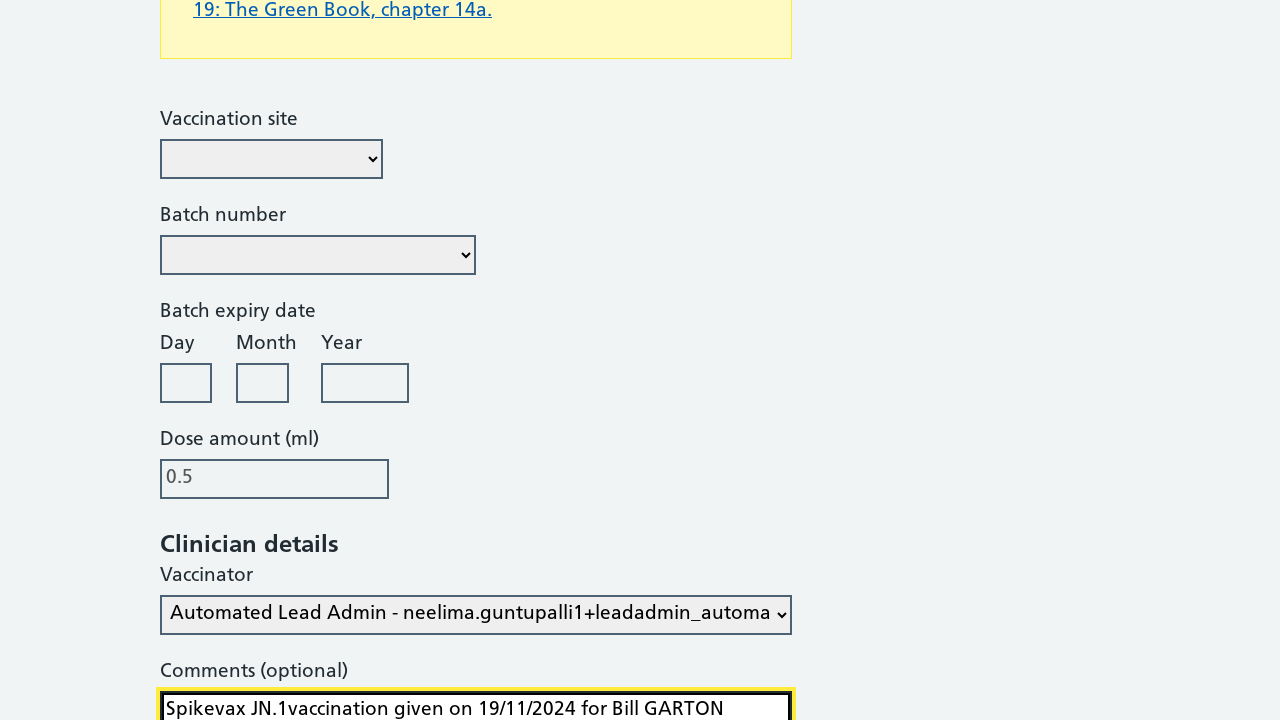 19: The Green Book, chapter 14a.
Vaccination site
Batch number
Batch expiry date
Day Month Year
Dose amount (ml)
0.5
Clinician details
Vaccinator
Automated Lead Admin - neelima.guntupalli1+leadadmin_automa
Comments (optional)
Spikevax JN.1vaccination given on 19/11/2024 for Bill GARTON